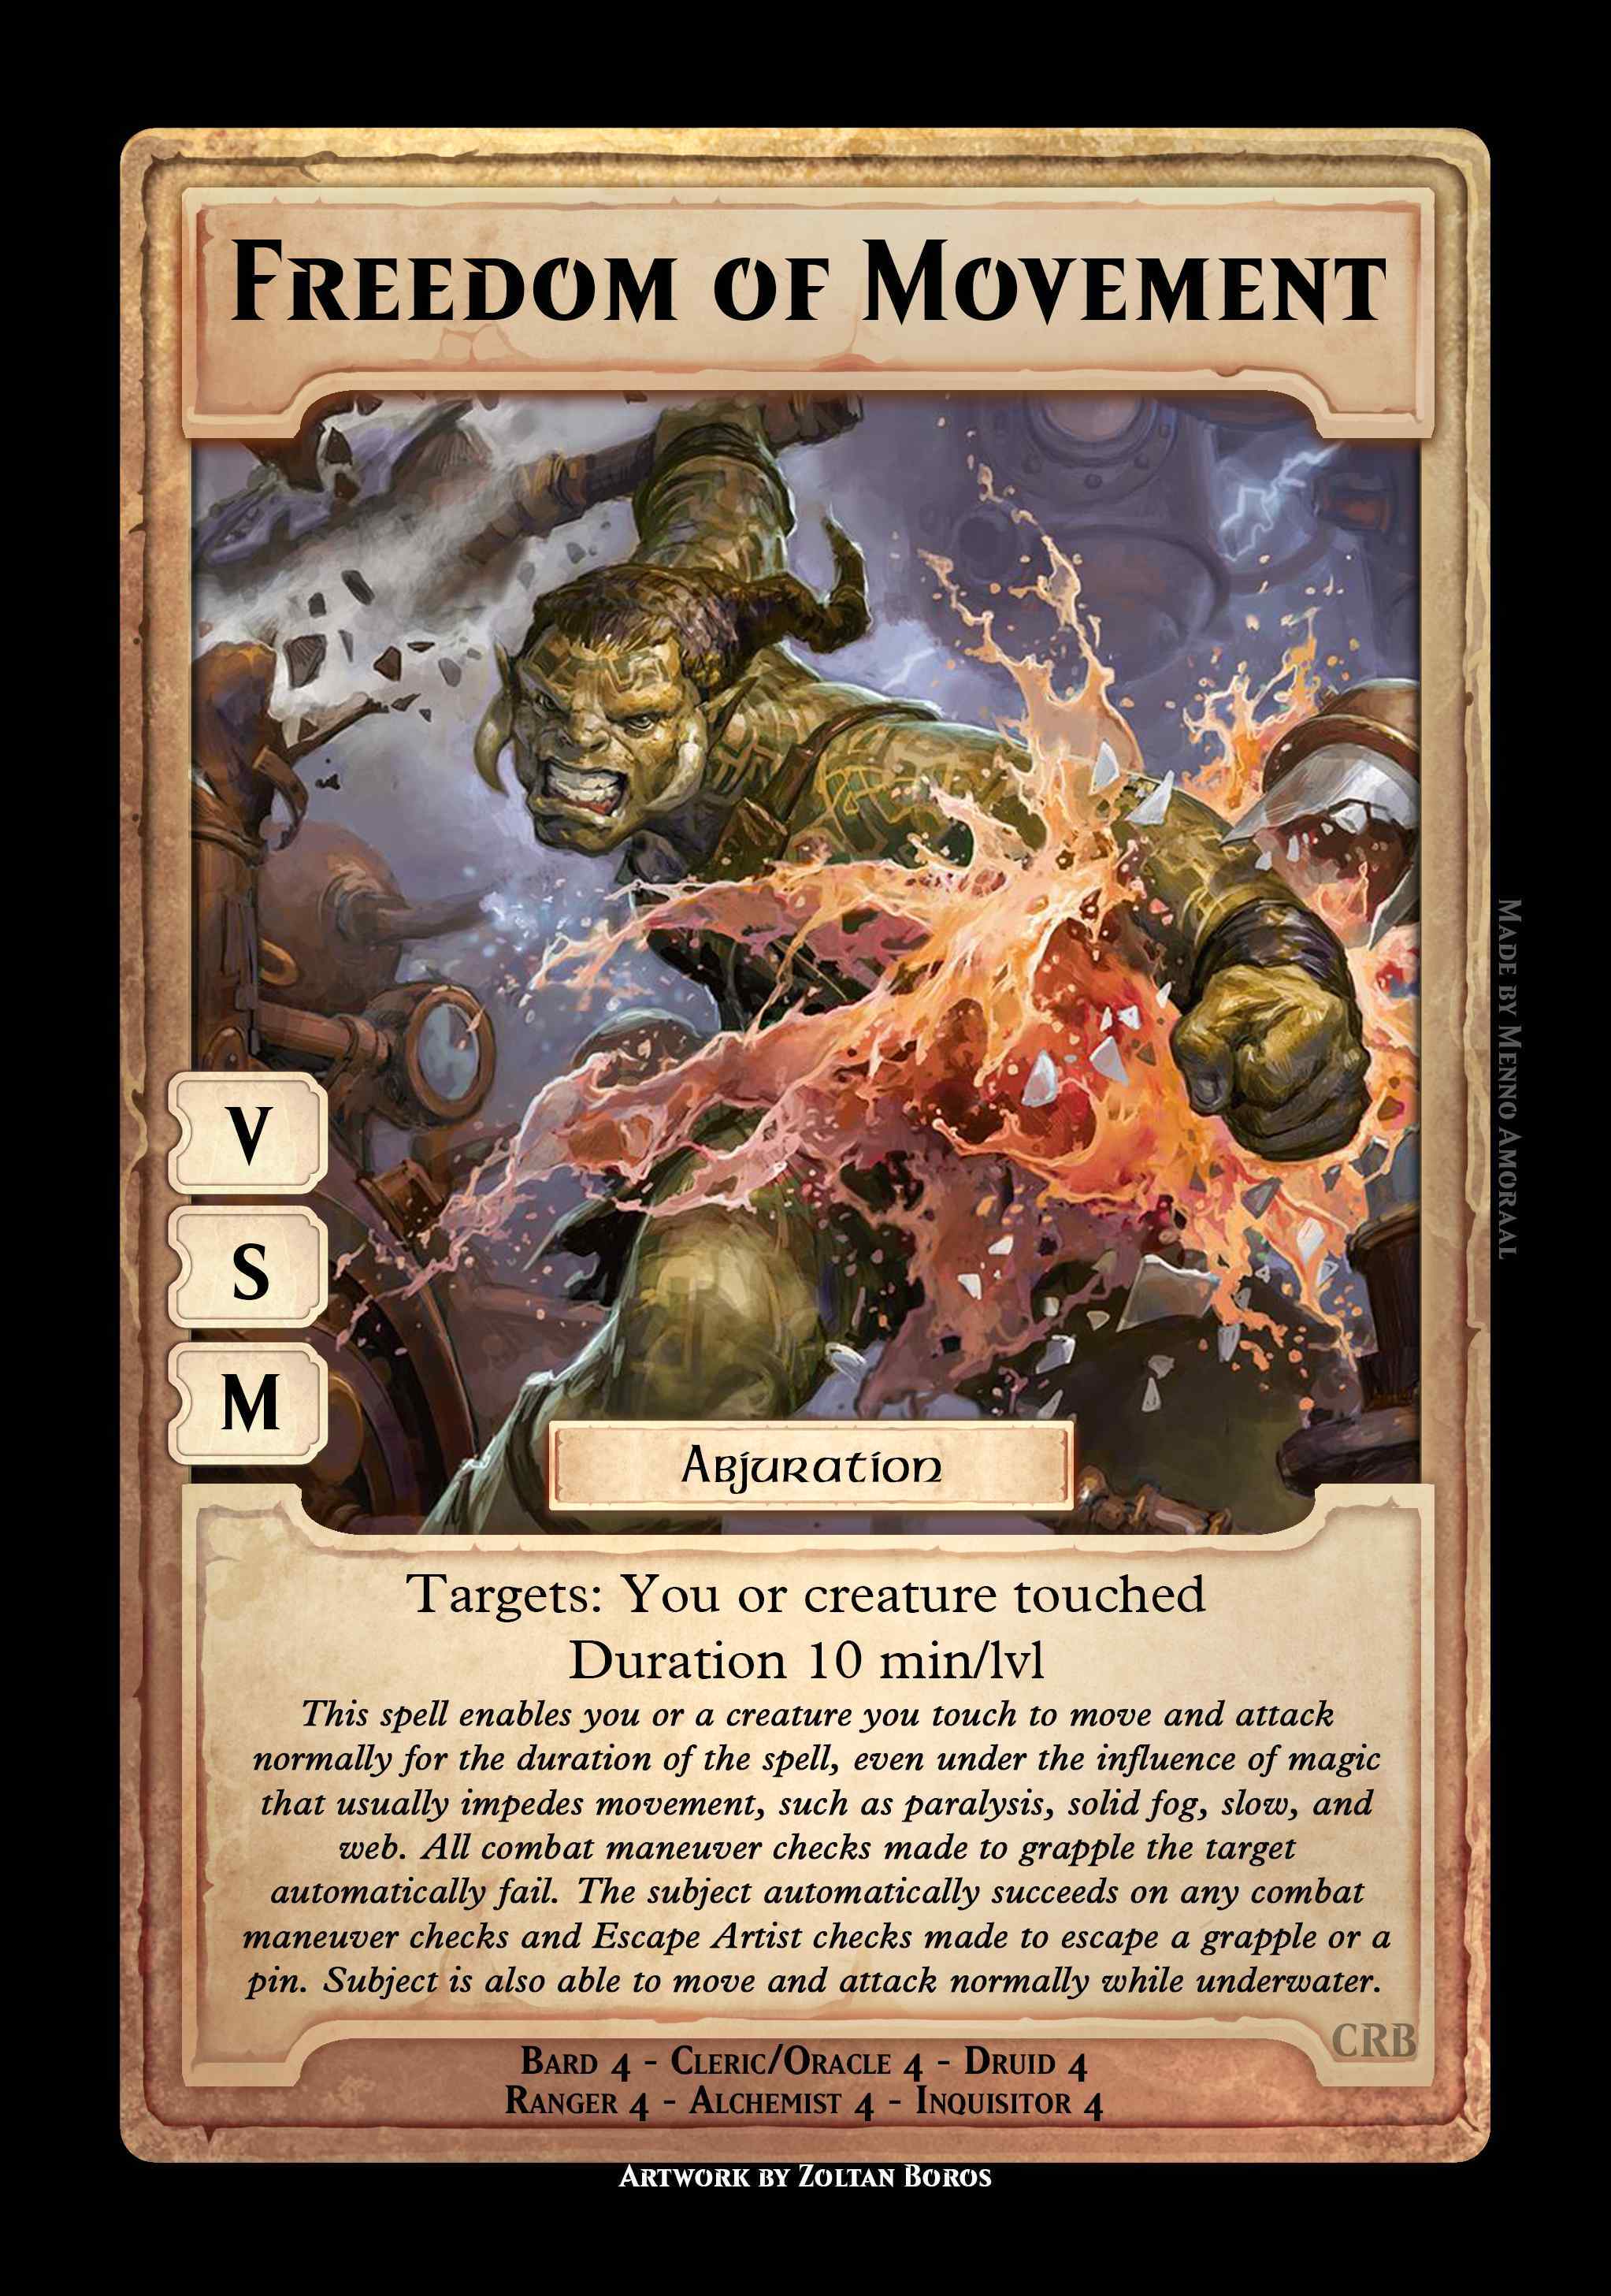 Freedom of Movement
V
S
M
Abjuration
Targets: You or creature touched
Duration 10 min/lvl
This spell enables you or a creature you touch to move and attack
normally for the duration of the spell, even under the influence of magic
that usually impedes movement, such as paralysis, solid fog, slow, and
web. All combat maneuver checks made to grapple the target
automatically fail. The subject automatically succeeds on any combat
maneuver checks and Escape Artist checks made to escape a grapple or a
pin. Subject is also able to move and attack normally while underwater.
CRB
Bard 4 - Cleric/Oracle 4 - Druid 4
Ranger 4 - Alchemist 4 - Inquisitor 4
Artwork by Zoltan Boros
Made by Menno Amoraal